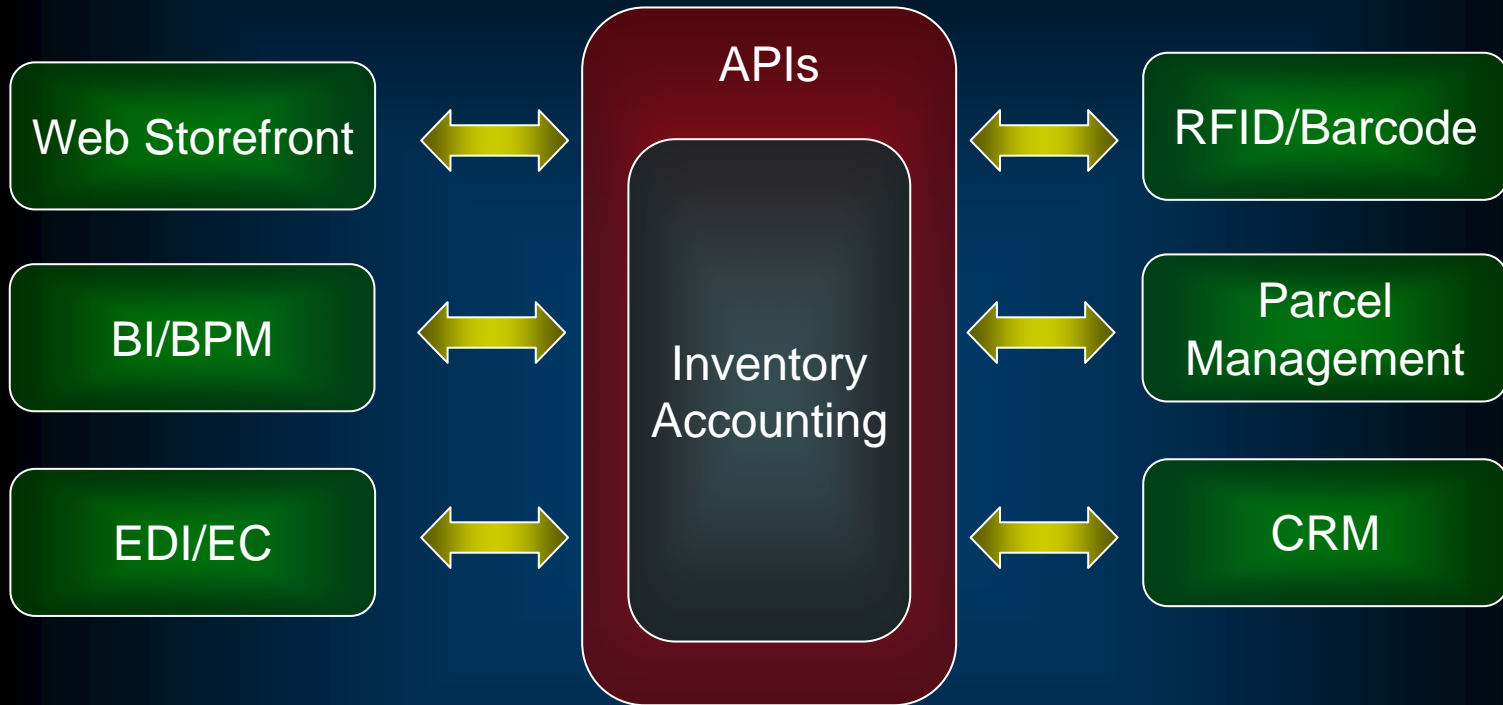 APIs
Web Storefront
BI/BPM
EDI/EC
Inventory
Accounting
RFID/Barcode
Parcel
Management
CRM